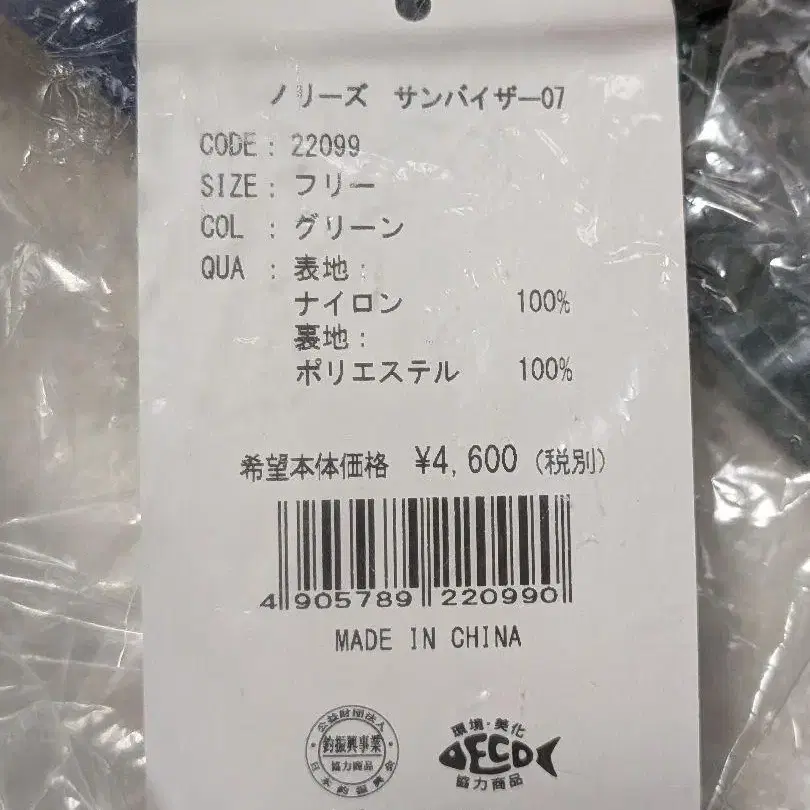 ノリーズ サンバイザー07
CODE : 22099
SIZE : フリー
COL : グリーン
QUA : 表地 :
ナイロン 100%
裏地 :
ポリエステル 100%
希望本体価格 ¥4,600 (税別)
4 905789 220990
MADE IN CHINA
公益財団法人
釣振興事業
協力商品
日本釣振興会
環境・美化
ECO
協力商品